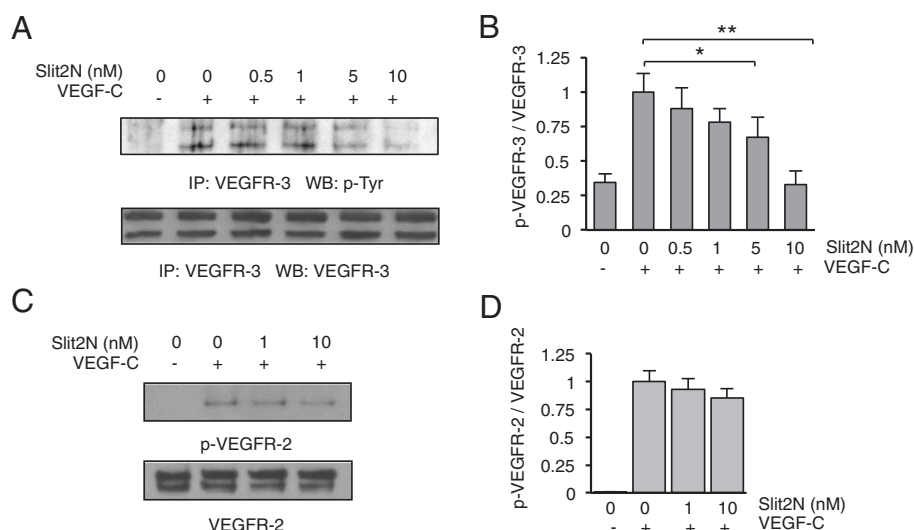 A
Slit2N (nM) 0 0 0.5 1 5 10
VEGF-C - + + + + +
IP: VEGFR-3 WB: p-Tyr
IP: VEGFR-3 WB: VEGFR-3
B
**
*
p-VEGFR-3 / VEGFR-3
1.25
1
0.75
0.5
0.25
0
0 0 0.5 1 5 10 Slit2N (nM)
- + + + + + VEGF-C
C
Slit2N (nM) 0 0 1 10
VEGF-C - + + +
p-VEGFR-2
VEGFR-2
D
p-VEGFR-2 / VEGFR-2
1.25
1
0.75
0.5
0.25
0
0 0 1 10 Slit2N (nM)
- + + + VEGF-C